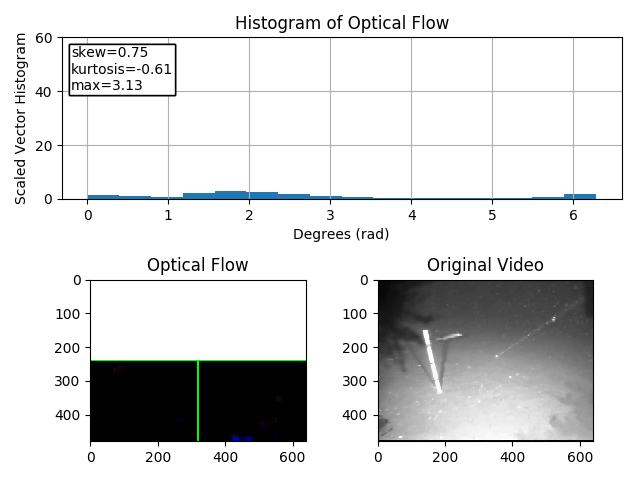 Histogram of Optical Flow
Scaled Vector Histogram
60
40
20
0
skew=0.75
kurtosis=-0.61
max=3.13
0 1 2 3 4 5 6
Degrees (rad)
Optical Flow
0
100
200
300
400
0 200 400 600
Original Video
0
100
200
300
400
0 200 400 600